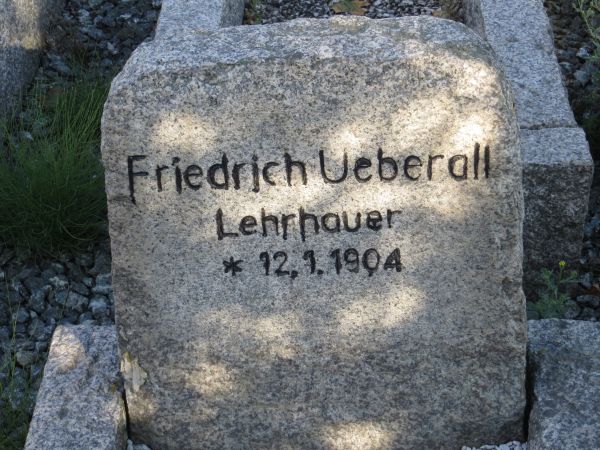 Friedrich Ueberall
Lehrhauer
* 12.1.1904